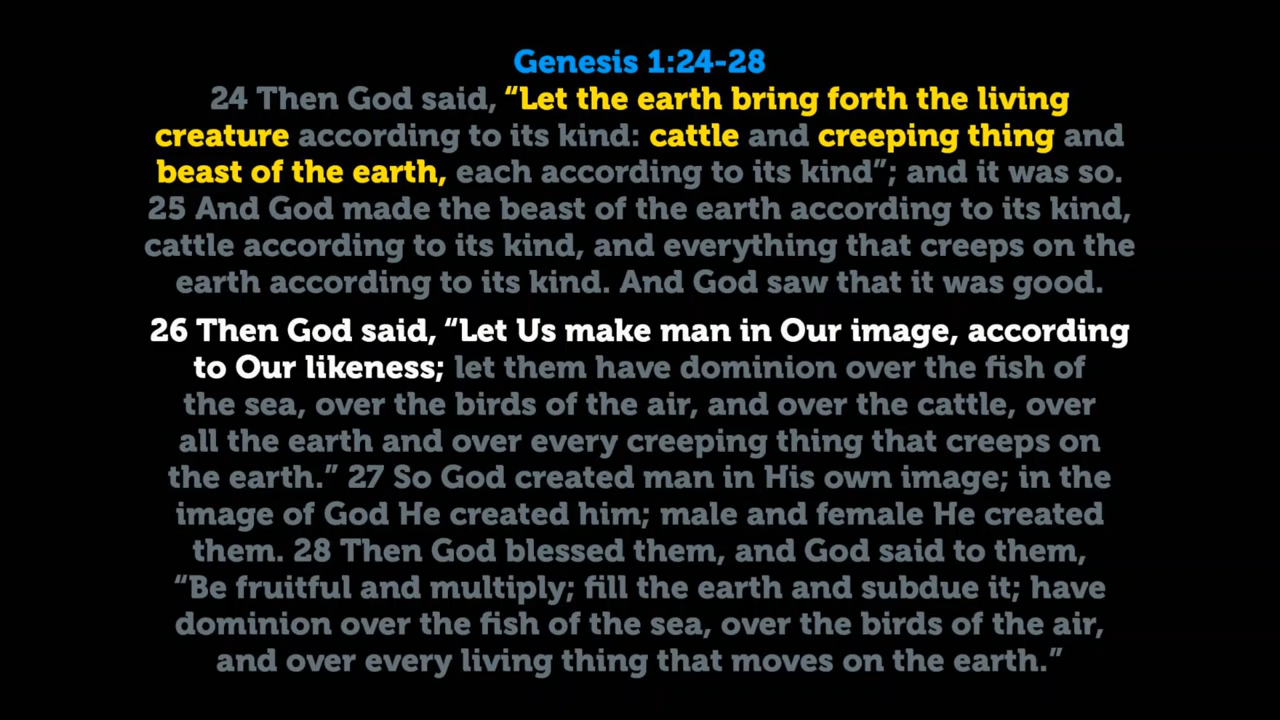 Genesis 1:24-28
24 Then God said, “Let the earth bring forth the living
creature according to its kind: cattle and creeping thing and
beast of the earth, each according to its kind”; and it was so.
25 And God made the beast of the earth according to its kind,
cattle according to its kind, and everything that creeps on the
earth according to its kind. And God saw that it was good.
26 Then God said, “Let Us make man in Our image, according
to Our likeness; let them have dominion over the fish of
the sea, over the birds of the air, and over the cattle, over
all the earth and over every creeping thing that creeps on
the earth.” 27 So God created man in His own image; in the
image of God He created him; male and female He created
them. 28 Then God blessed them, and God said to them,
“Be fruitful and multiply; fill the earth and subdue it; have
dominion over the fish of the sea, over the birds of the air,
and over every living thing that moves on the earth.”